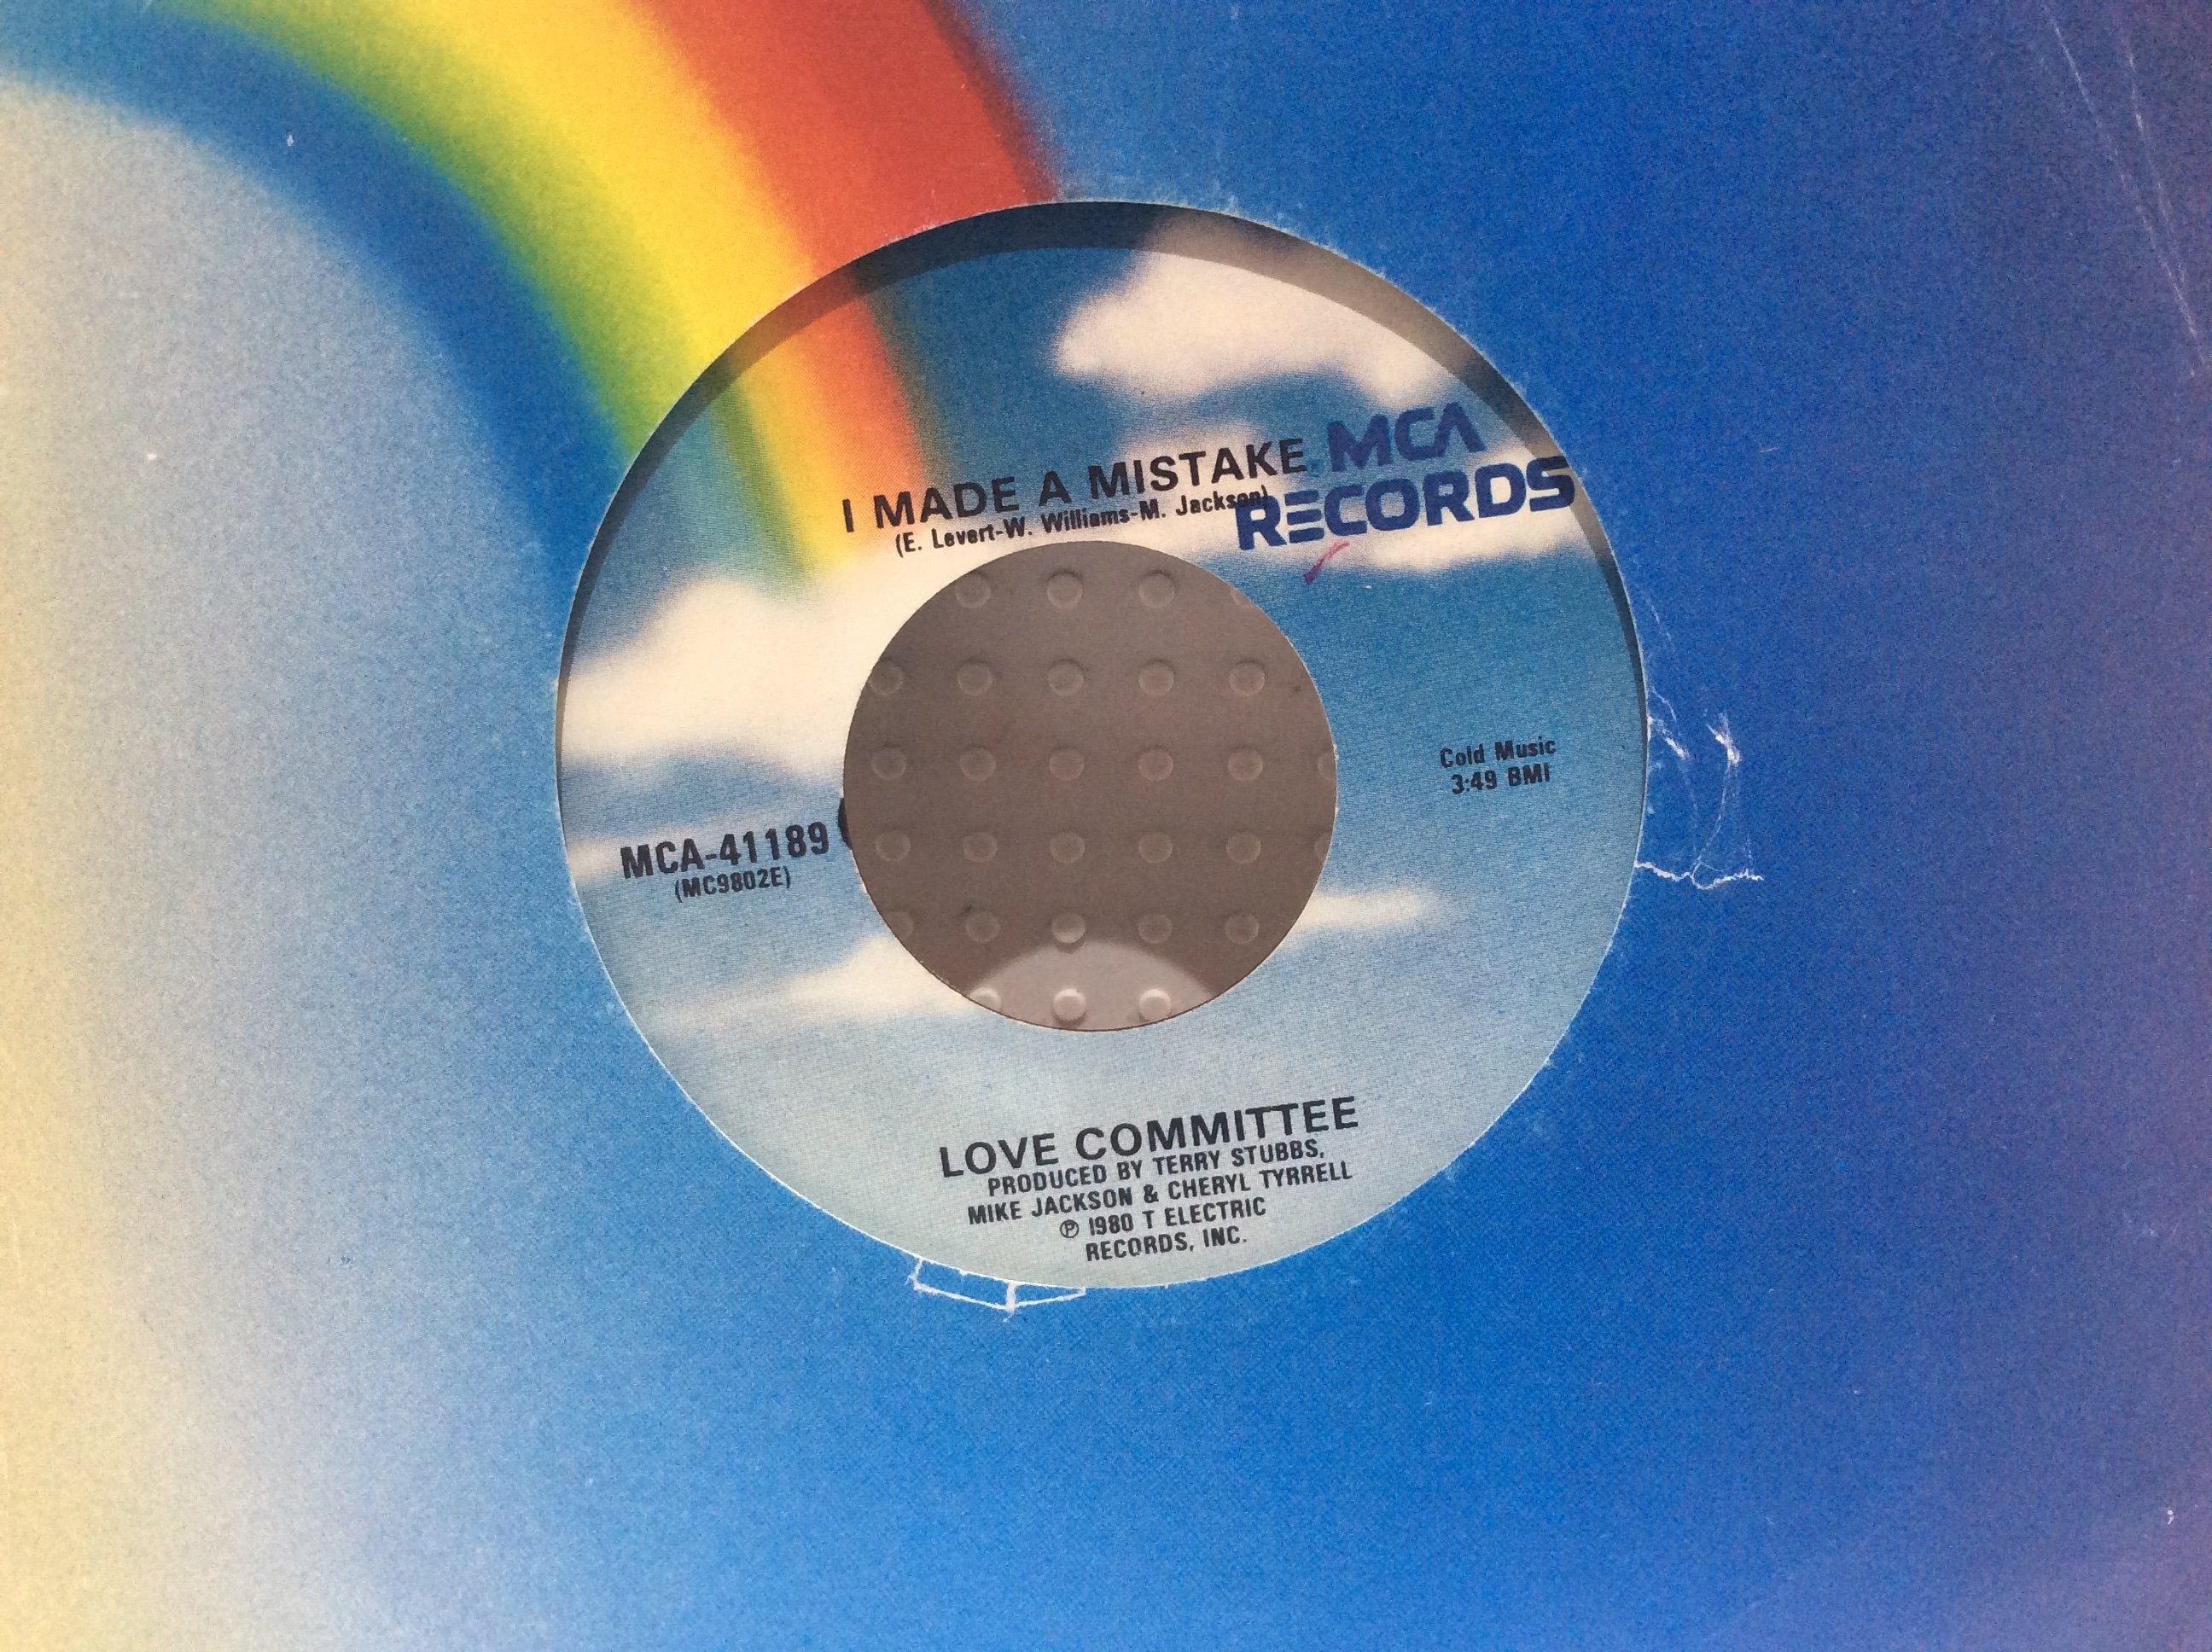 I MADE A MISTAKE
(E. Levert-W. Williams-M. Jackson)
MCA
RECORDS
Cold Music
3:49 BMI
MCA-41189
(MC9802E)
LOVE COMMITTEE
PRODUCED BY TERRY STUBBS,
MIKE JACKSON & CHERYL TYRRELL
℗ 1980 T ELECTRIC
RECORDS, INC.